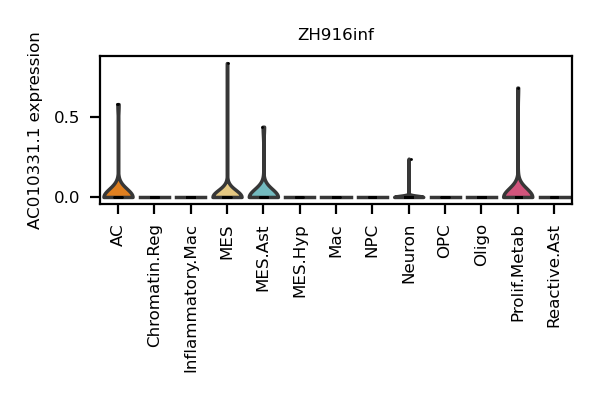 ZH916inf
AC010331.1 expression
0.5
0.0
AC
Chromatin.Reg
Inflammatory.Mac
MES
MES.Ast
MES.Hyp
Mac
NPC
Neuron
OPC
Oligo
Prolif.Metab
Reactive.Ast